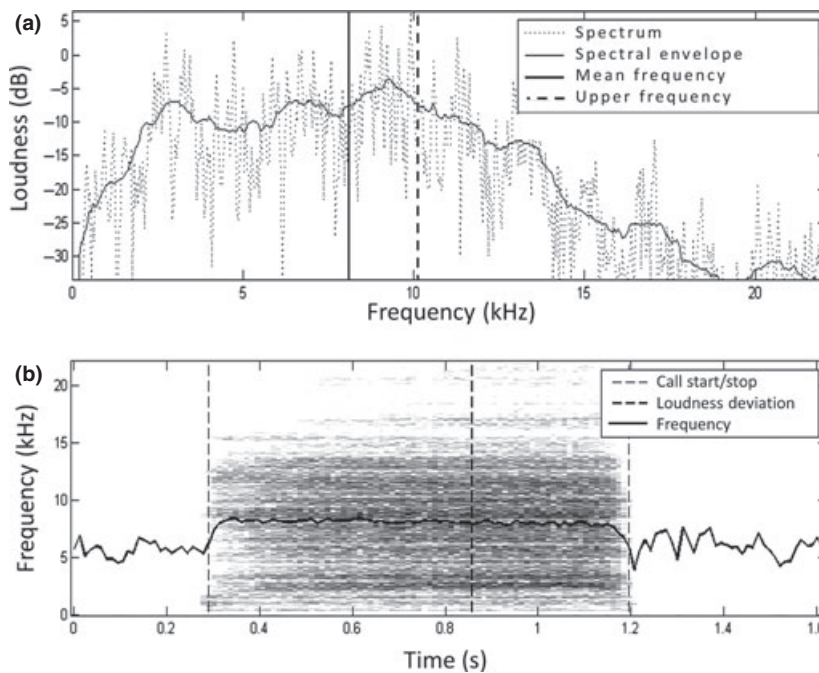 (a)
5
0
−5
−10
−15
−20
−25
−30
Loudness (dB)
Spectrum
Spectral envelope
Mean frequency
Upper frequency
0 5 10 15 20
Frequency (kHz)
(b)
20
15
10
5
0
Frequency (kHz)
Call start/stop
Loudness deviation
Frequency
0 0.2 0.4 0.6 0.8 1 1.2 1.4
Time (s)